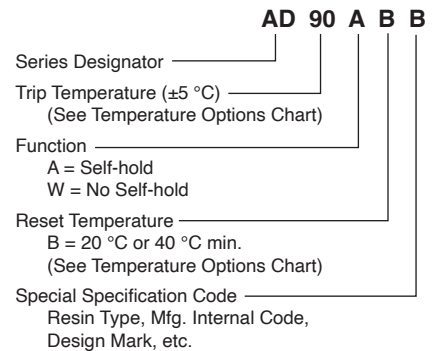 AD 90 A B B
Series Designator
Trip Temperature (±5 °C)
(See Temperature Options Chart)
Function
A = Self-hold
W = No Self-hold
Reset Temperature
B = 20 °C or 40 °C min.
(See Temperature Options Chart)
Special Specification Code
Resin Type, Mfg. Internal Code,
Design Mark, etc.